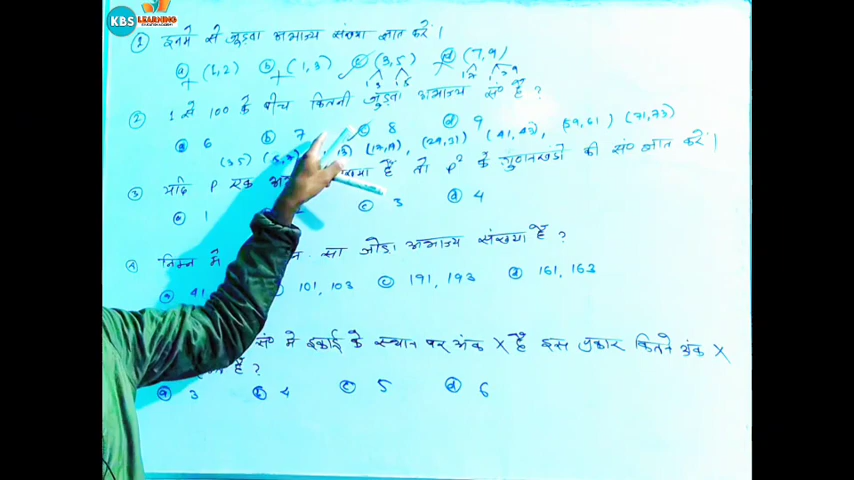 KBS LEARNING
① इनमे से जुड़वा अभाज्य संख्या ज्ञात करें।
ⓐ (1,2) ⓑ (1,3) ⓒ (3,5) ⓓ (7,9)
② 1 से 100 के बीच कितनी जुड़वा अभाज्य सं० है ?
ⓐ 6 ⓑ 7 ⓒ 8 ⓓ 9
(3 5) (29,31) (41,43), (59,61) (71,73)
③ यदि P एक है तो P² के गुणनखंडो की सं० ज्ञात करें।
ⓐ 1 ⓒ 3 ⓓ 4
④ निम्न में सा जोड़ा अभाज्य संख्या है ?
ⓐ 41, 101, 103 ⓒ 191, 193 ⓓ 161, 163
सं० मे इकाई के स्थान पर अंक X है इस प्रकार कितने अंक X
है ?
ⓐ 3 ⓑ 4 ⓒ 5 ⓓ 6